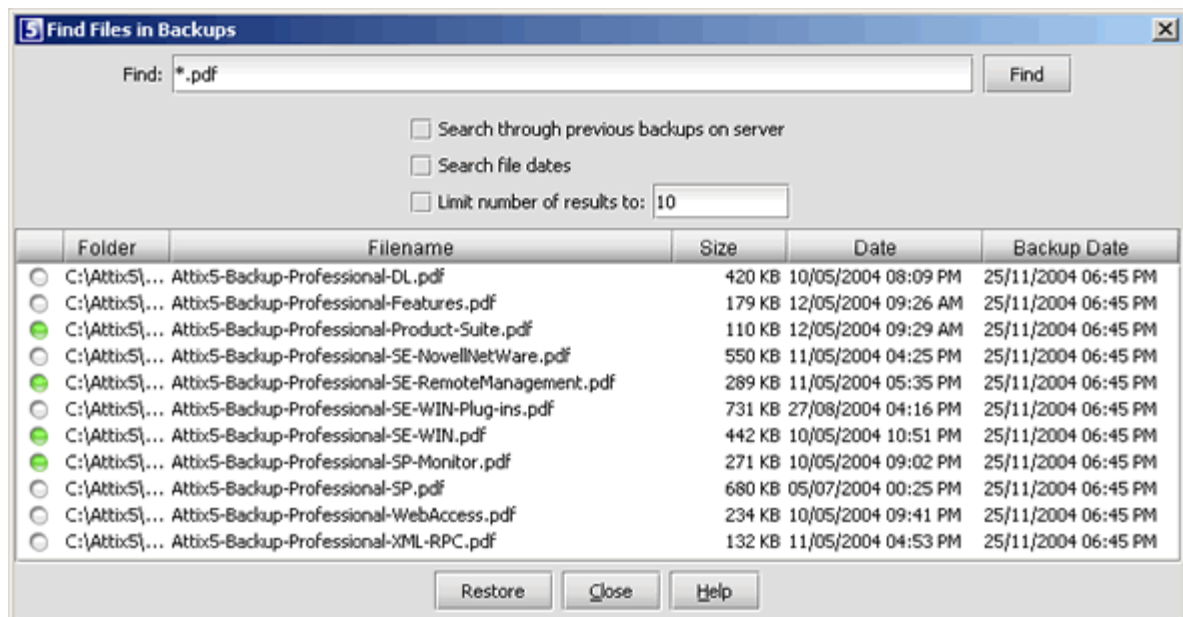 5 Find Files in Backups
Find: *.pdf Find
Search through previous backups on server
Search file dates
Limit number of results to: 10
Folder Filename Size Date Backup Date
C:\Attix5\... Attix5-Backup-Professional-DL.pdf 420 KB 10/05/2004 08:09 PM 25/11/2004 06:45 PM
C:\Attix5\... Attix5-Backup-Professional-Features.pdf 179 KB 12/05/2004 09:26 AM 25/11/2004 06:45 PM
C:\Attix5\... Attix5-Backup-Professional-Product-Suite.pdf 110 KB 12/05/2004 09:29 AM 25/11/2004 06:45 PM
C:\Attix5\... Attix5-Backup-Professional-SE-NovellNetWare.pdf 550 KB 11/05/2004 04:25 PM 25/11/2004 06:45 PM
C:\Attix5\... Attix5-Backup-Professional-SE-RemoteManagement.pdf 289 KB 11/05/2004 05:35 PM 25/11/2004 06:45 PM
C:\Attix5\... Attix5-Backup-Professional-SE-WIN-Plug-ins.pdf 731 KB 27/08/2004 04:16 PM 25/11/2004 06:45 PM
C:\Attix5\... Attix5-Backup-Professional-SE-WIN.pdf 442 KB 10/05/2004 10:51 PM 25/11/2004 06:45 PM
C:\Attix5\... Attix5-Backup-Professional-SP-Monitor.pdf 271 KB 10/05/2004 09:02 PM 25/11/2004 06:45 PM
C:\Attix5\... Attix5-Backup-Professional-SP.pdf 680 KB 05/07/2004 00:25 PM 25/11/2004 06:45 PM
C:\Attix5\... Attix5-Backup-Professional-WebAccess.pdf 234 KB 10/05/2004 09:41 PM 25/11/2004 06:45 PM
C:\Attix5\... Attix5-Backup-Professional-XML-RPC.pdf 132 KB 11/05/2004 04:53 PM 25/11/2004 06:45 PM
Restore Close Help